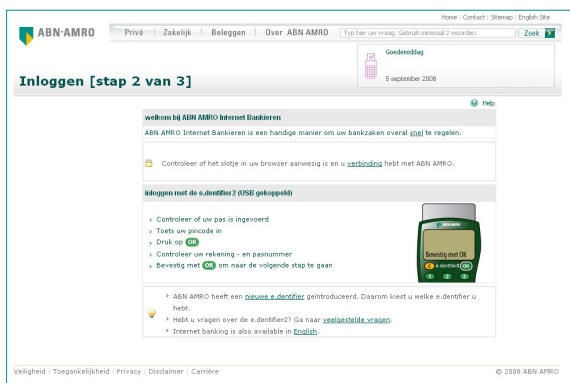 Home | Contact | Sitemap | English Site
ABN·AMRO
Privé | Zakelijk | Beleggen | Over ABN AMRO
Typ hier uw vraag. Gebruik minimaal 2 woorden.
Zoek
Goedemiddag
Inloggen [stap 2 van 3]
5 september 2008
Help
welkom bij ABN AMRO Internet Bankieren
ABN AMRO Internet Bankieren is een handige manier om uw bankzaken overal snel te regelen.
Controleer of het slotje in uw browser aanwezig is en u verbinding hebt met ABN AMRO.
inloggen met de e.dentifier2 (USB gekoppeld)
› Controleer of uw pas is ingevoerd
› Toets uw pincode in
› Druk op OK
› Controleer uw rekening - en pasnummer
› Bevestig met OK om naar de volgende stap te gaan
ABN·AMRO
Bevestig met OK
C e.dentifier2 OK
1 2 3
› ABN AMRO heeft een nieuwe e.dentifier geïntroduceerd. Daarom kiest u welke e.dentifier u
hebt.
› Hebt u vragen over de e.dentifier2? Ga naar veelgestelde vragen.
› Internet banking is also available in English.
Veiligheid | Toegankelijkheid | Privacy | Disclaimer | Carrière
© 2008 ABN AMRO